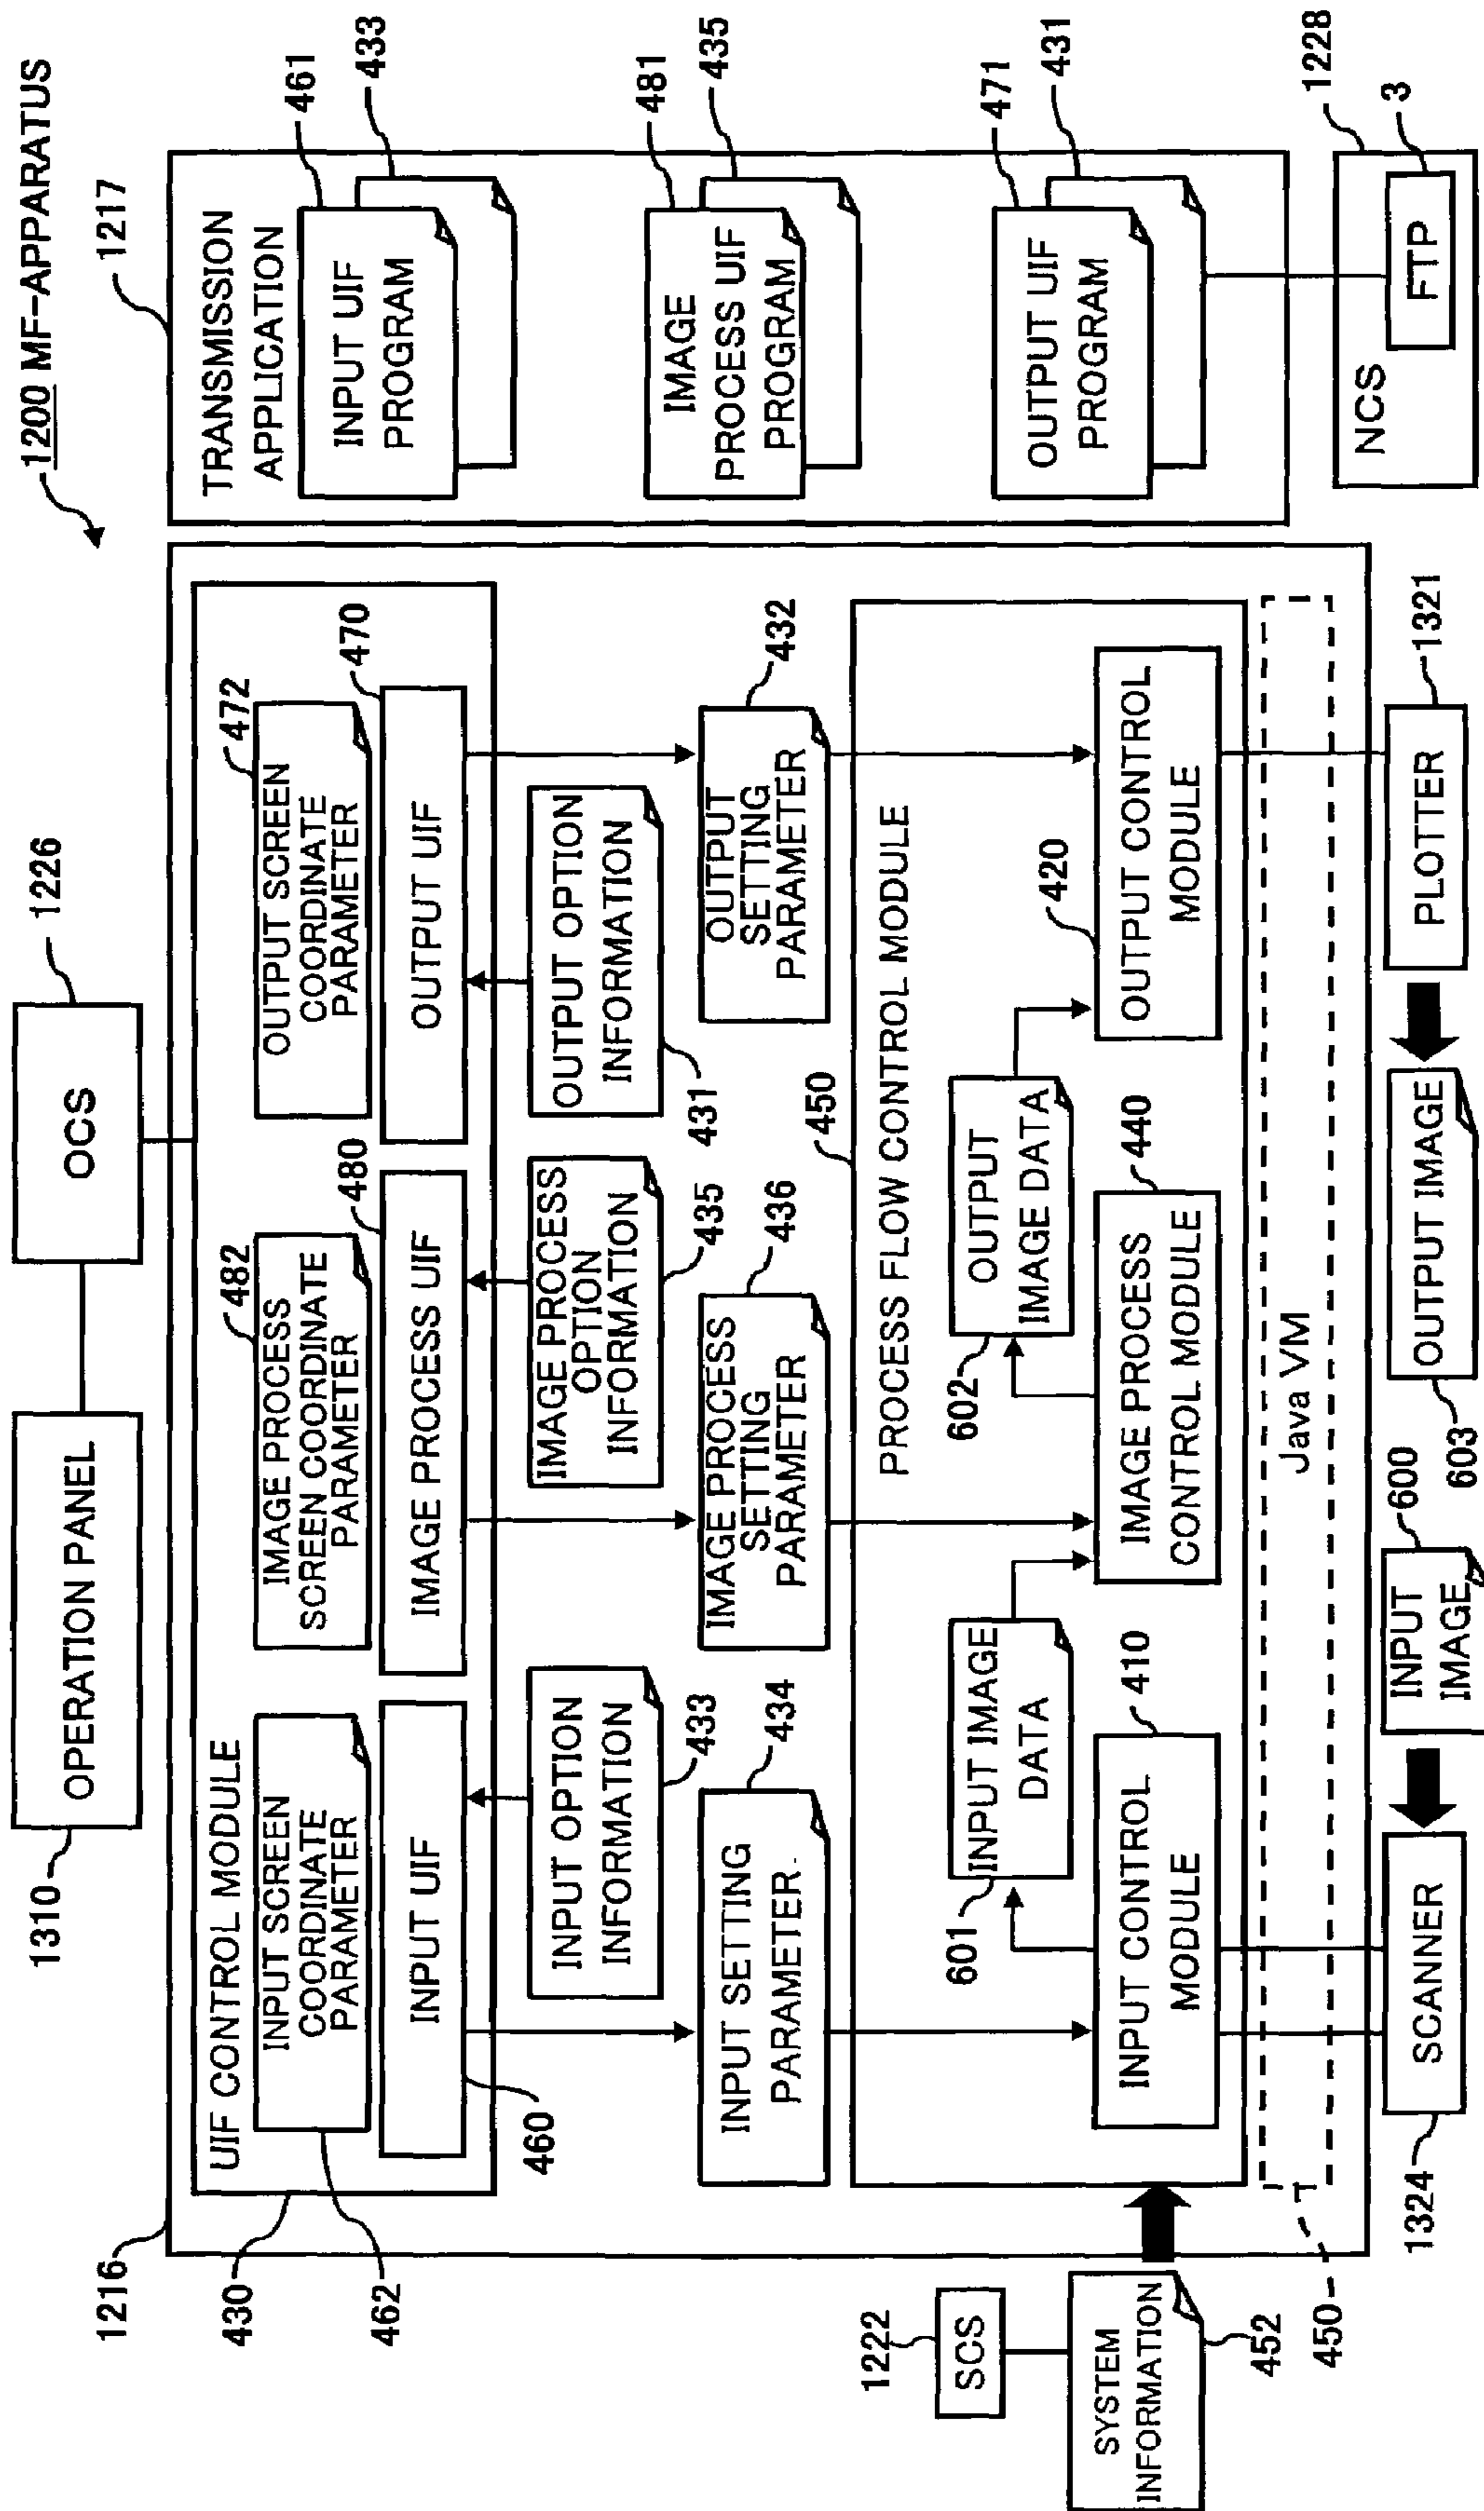 1200 MF-APPARATUS
1310
OPERATION PANEL
OCS
1226
1216
430
UIF CONTROL MODULE
462
INPUT SCREEN
COORDINATE
PARAMETER
482
IMAGE PROCESS
SCREEN COORDINATE
PARAMETER
472
OUTPUT SCREEN
COORDINATE
PARAMETER
460
INPUT UIF
480
IMAGE PROCESS UIF
470
OUTPUT UIF
INPUT OPTION
INFORMATION
433
IMAGE PROCESS
OPTION
INFORMATION
435
OUTPUT OPTION
INFORMATION
431
INPUT SETTING
PARAMETER
434
IMAGE PROCESS
SETTING
PARAMETER
436
OUTPUT
SETTING
PARAMETER
432
450
PROCESS FLOW CONTROL MODULE
601
INPUT IMAGE
DATA
602
OUTPUT
IMAGE DATA
410
INPUT CONTROL
MODULE
440
IMAGE PROCESS
CONTROL MODULE
420
OUTPUT CONTROL
MODULE
Java VM
450
1222
SCS
SYSTEM
INFORMATION
452
1324
SCANNER
600
INPUT
IMAGE
603
OUTPUT IMAGE
PLOTTER
1321
1217
TRANSMISSION
APPLICATION
461
INPUT UIF
PROGRAM
433
481
IMAGE
PROCESS UIF
PROGRAM
435
471
OUTPUT UIF
PROGRAM
431
1228
NCS
3
FTP